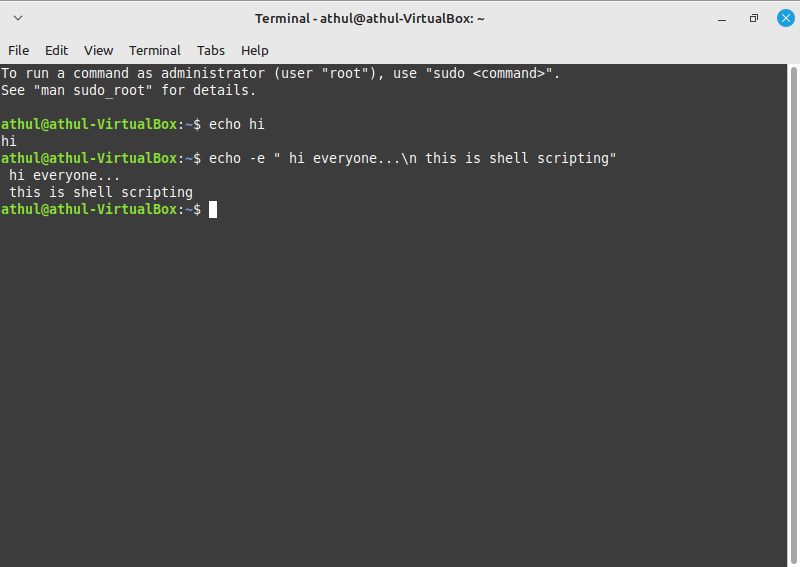 Terminal - athul@athul-VirtualBox: ~
File Edit View Terminal Tabs Help
To run a command as administrator (user "root"), use "sudo <command>".
See "man sudo_root" for details.
athul@athul-VirtualBox:~$ echo hi
hi
athul@athul-VirtualBox:~$ echo -e " hi everyone...\n this is shell scripting"
 hi everyone...
 this is shell scripting
athul@athul-VirtualBox:~$